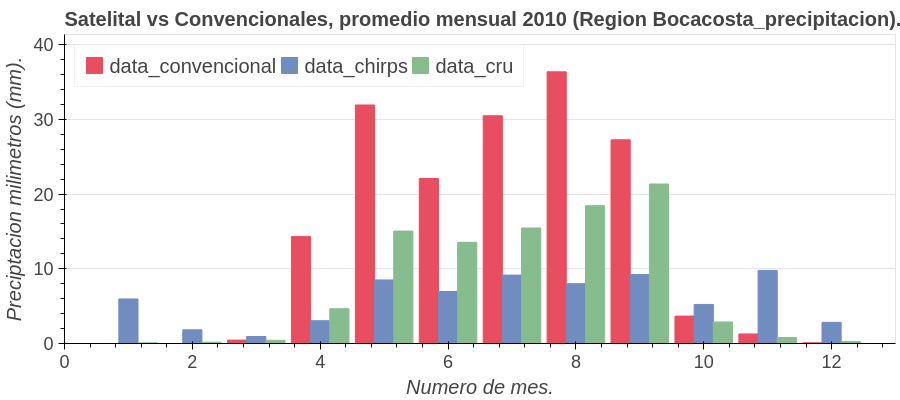 Satelital vs Convencionales, promedio mensual 2010 (Region Bocacosta_precipitacion).
data_convencional data_chirps data_cru
Preciptacion milimetros (mm).
40
30
20
10
0
0 2 4 6 8 10 12
Numero de mes.